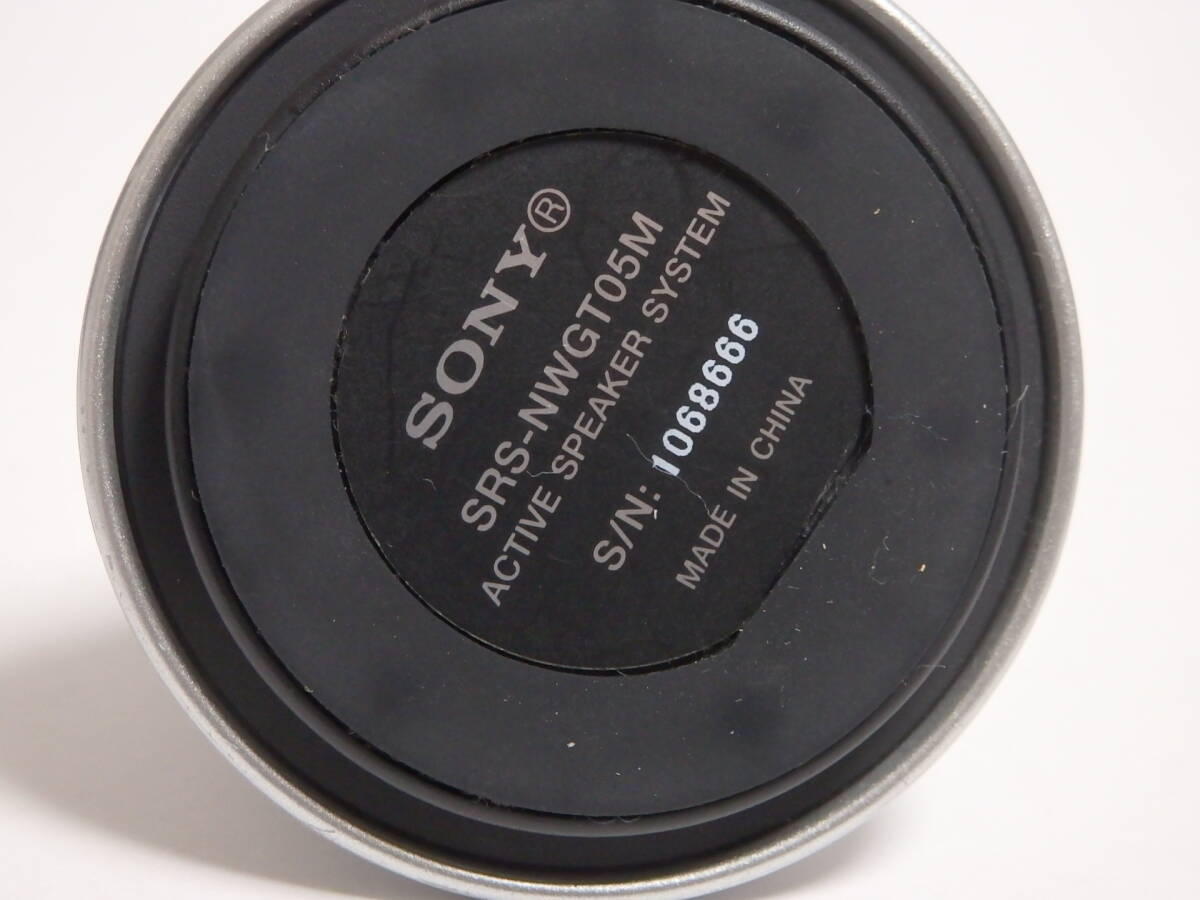 SONY®
SRS-NWGT05M
ACTIVE SPEAKER SYSTEM
S/N: 1068666
MADE IN CHINA